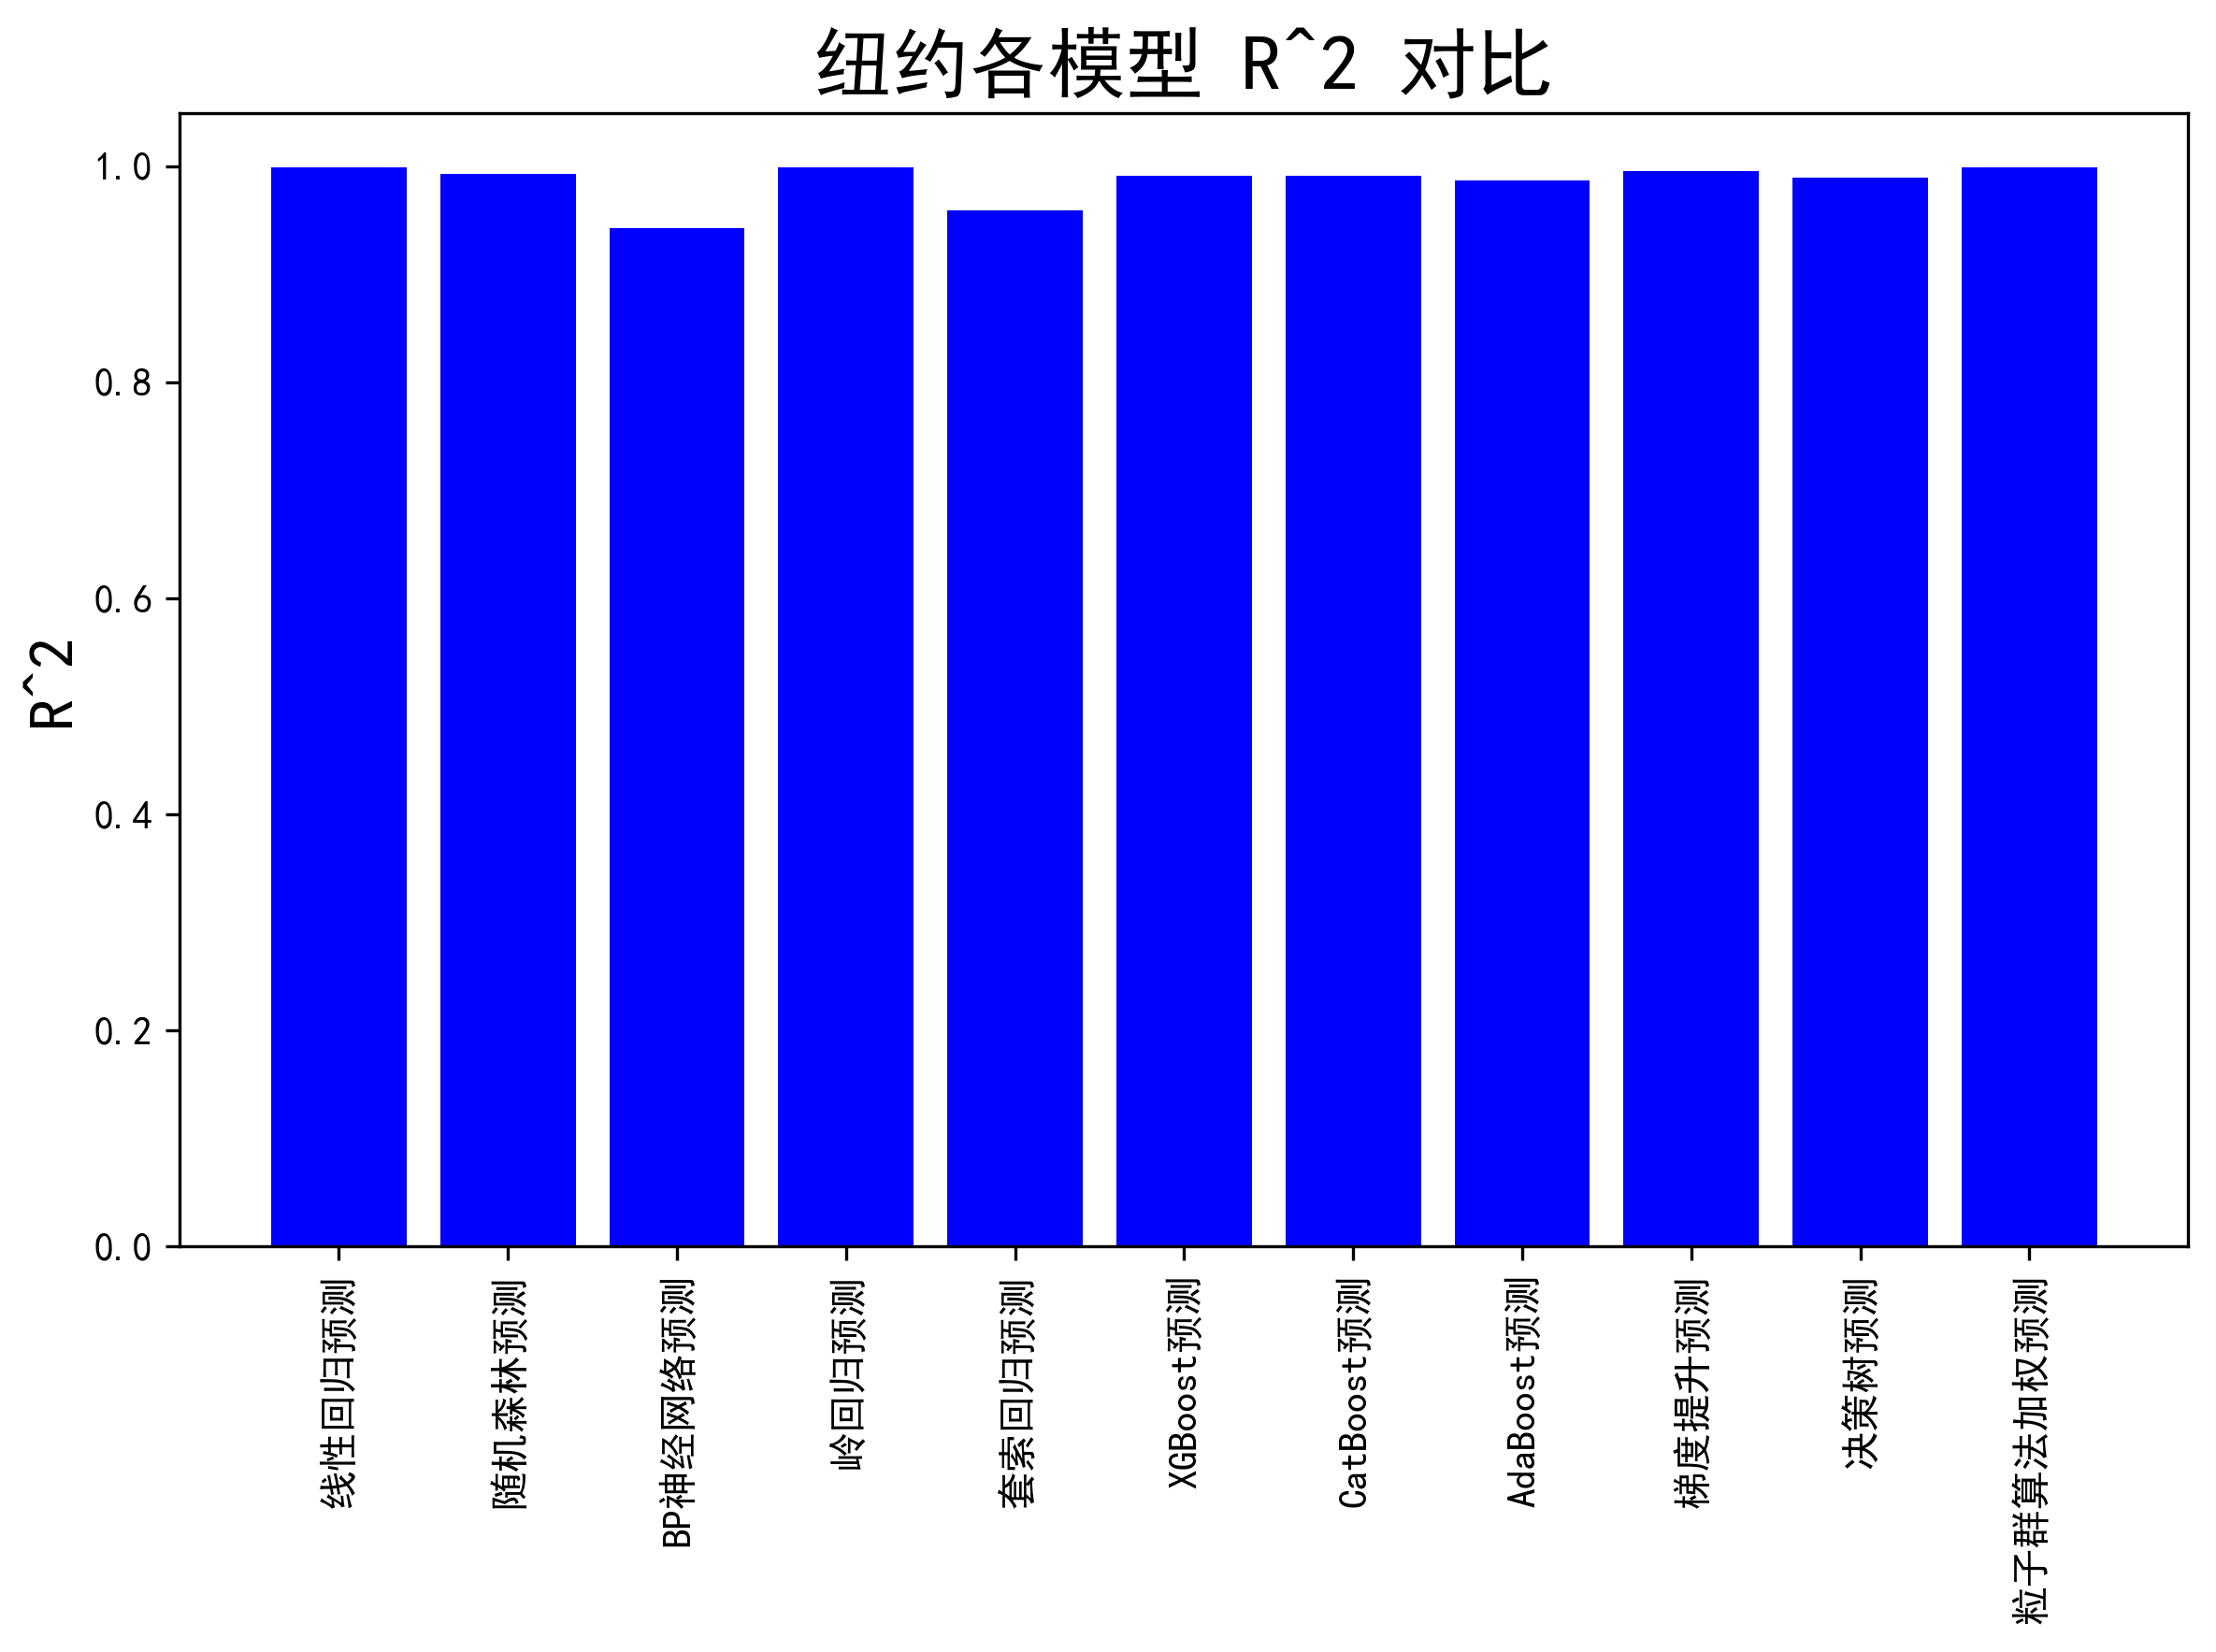 纽约各模型 R^2 对比
R^2
1.0
0.8
0.6
0.4
0.2
0.0
线性回归预测
随机森林预测
BP神经网络预测
岭回归预测
套索回归预测
XGBoost预测
CatBoost预测
AdaBoost预测
梯度提升预测
决策树预测
粒子群算法加权预测